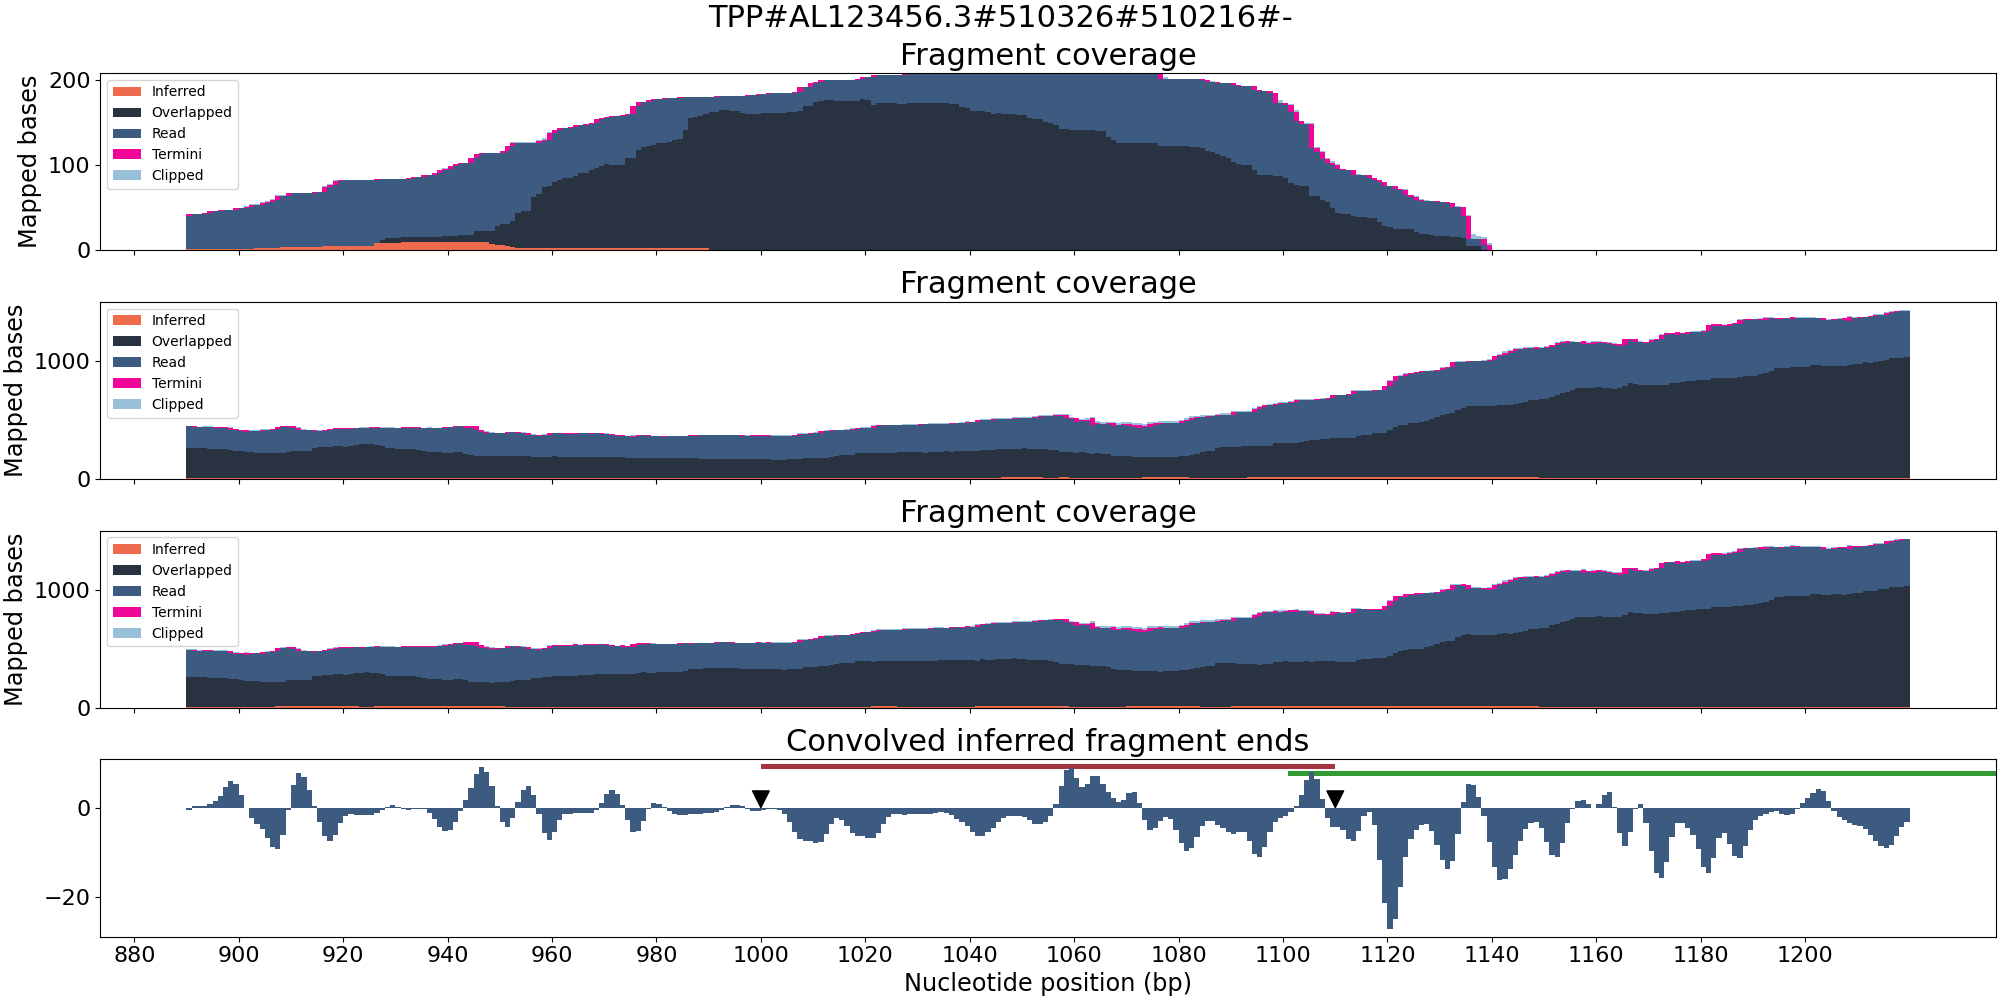 TPP#AL123456.3#510326#510216#-
Fragment coverage
Mapped bases
200
100
0
Inferred
Overlapped
Read
Termini
Clipped
Fragment coverage
Mapped bases
1000
0
Inferred
Overlapped
Read
Termini
Clipped
Fragment coverage
Mapped bases
1000
0
Inferred
Overlapped
Read
Termini
Clipped
Convolved inferred fragment ends
0
−20
880 900 920 940 960 980 1000 1020 1040 1060 1080 1100 1120 1140 1160 1180 1200
Nucleotide position (bp)